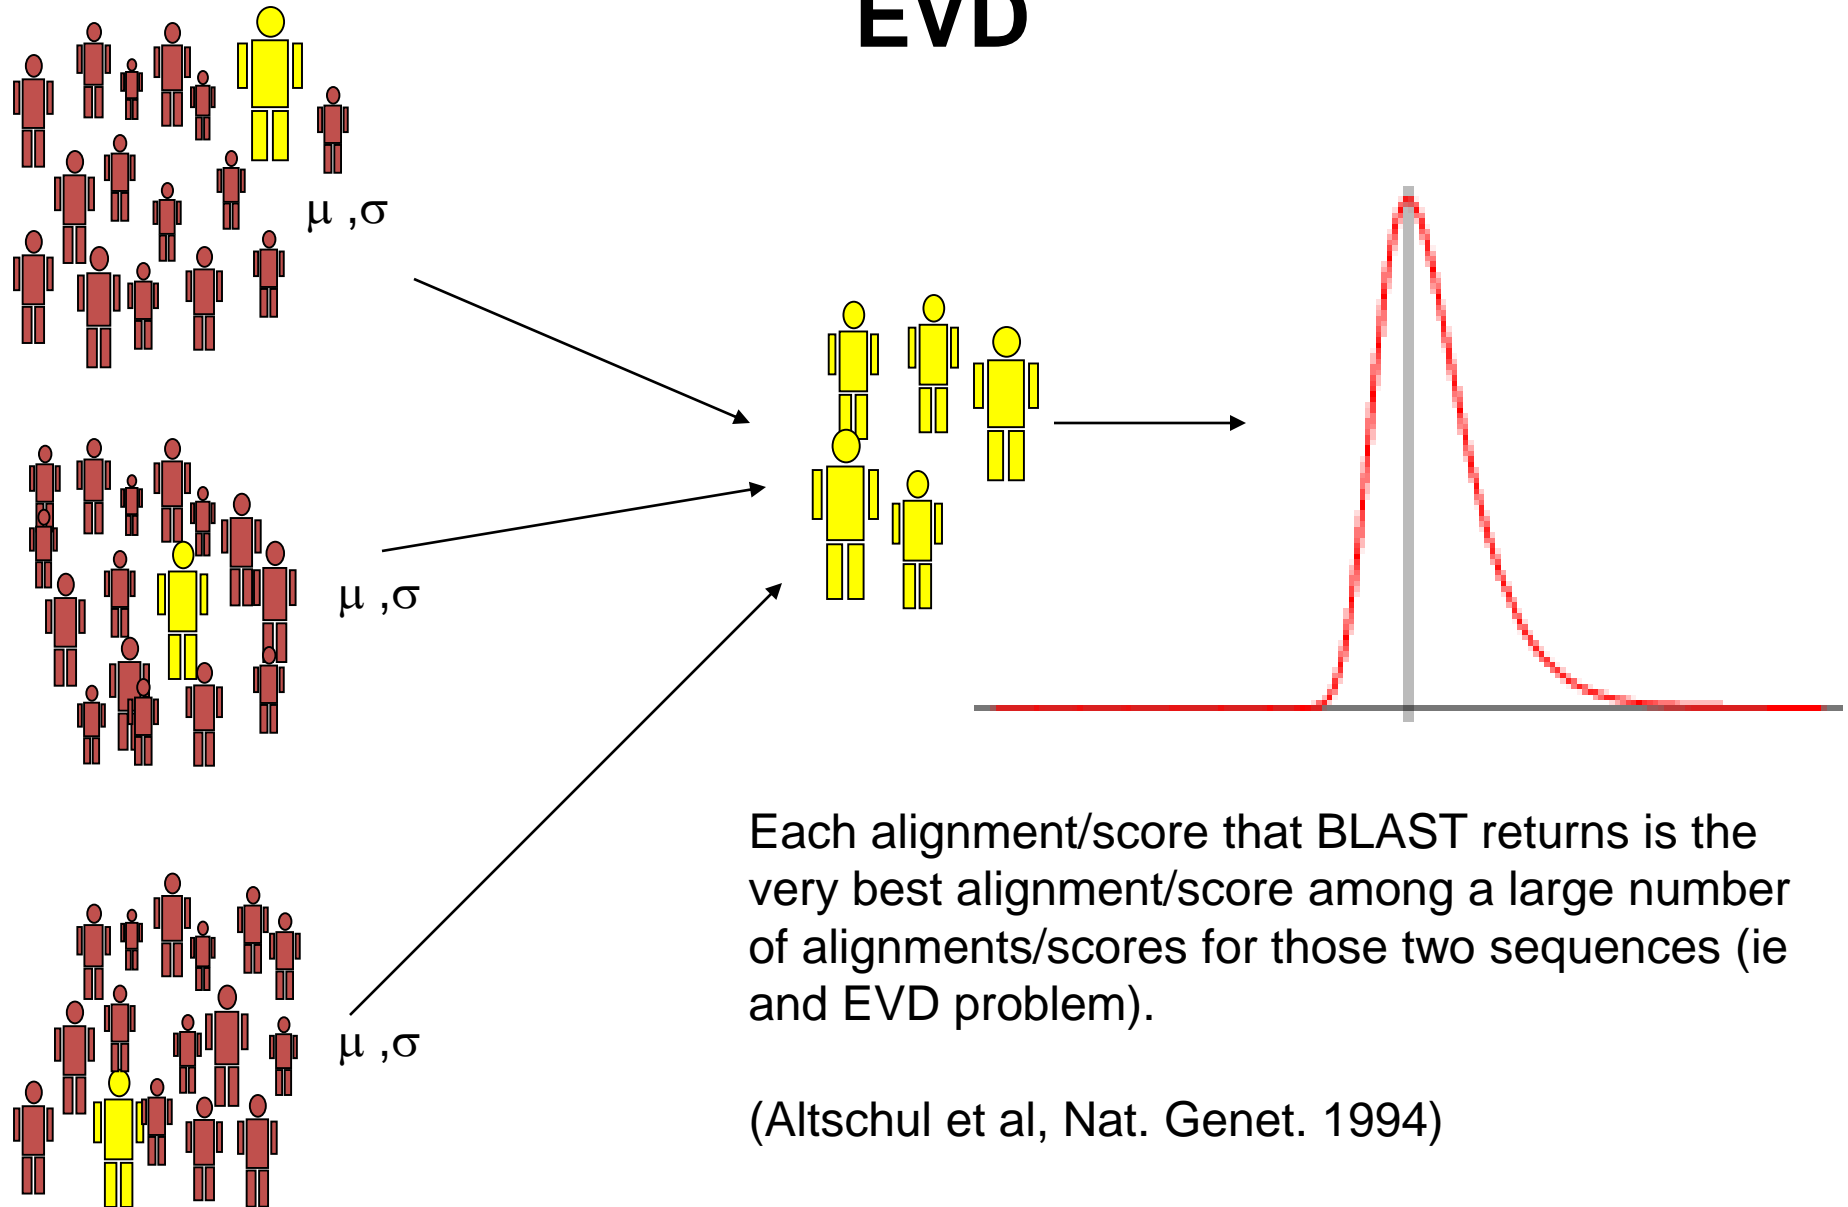 EVD
μ ,σ
μ ,σ
μ ,σ
Each alignment/score that BLAST returns is the
very best alignment/score among a large number
of alignments/scores for those two sequences (ie
and EVD problem).
(Altschul et al, Nat. Genet. 1994)